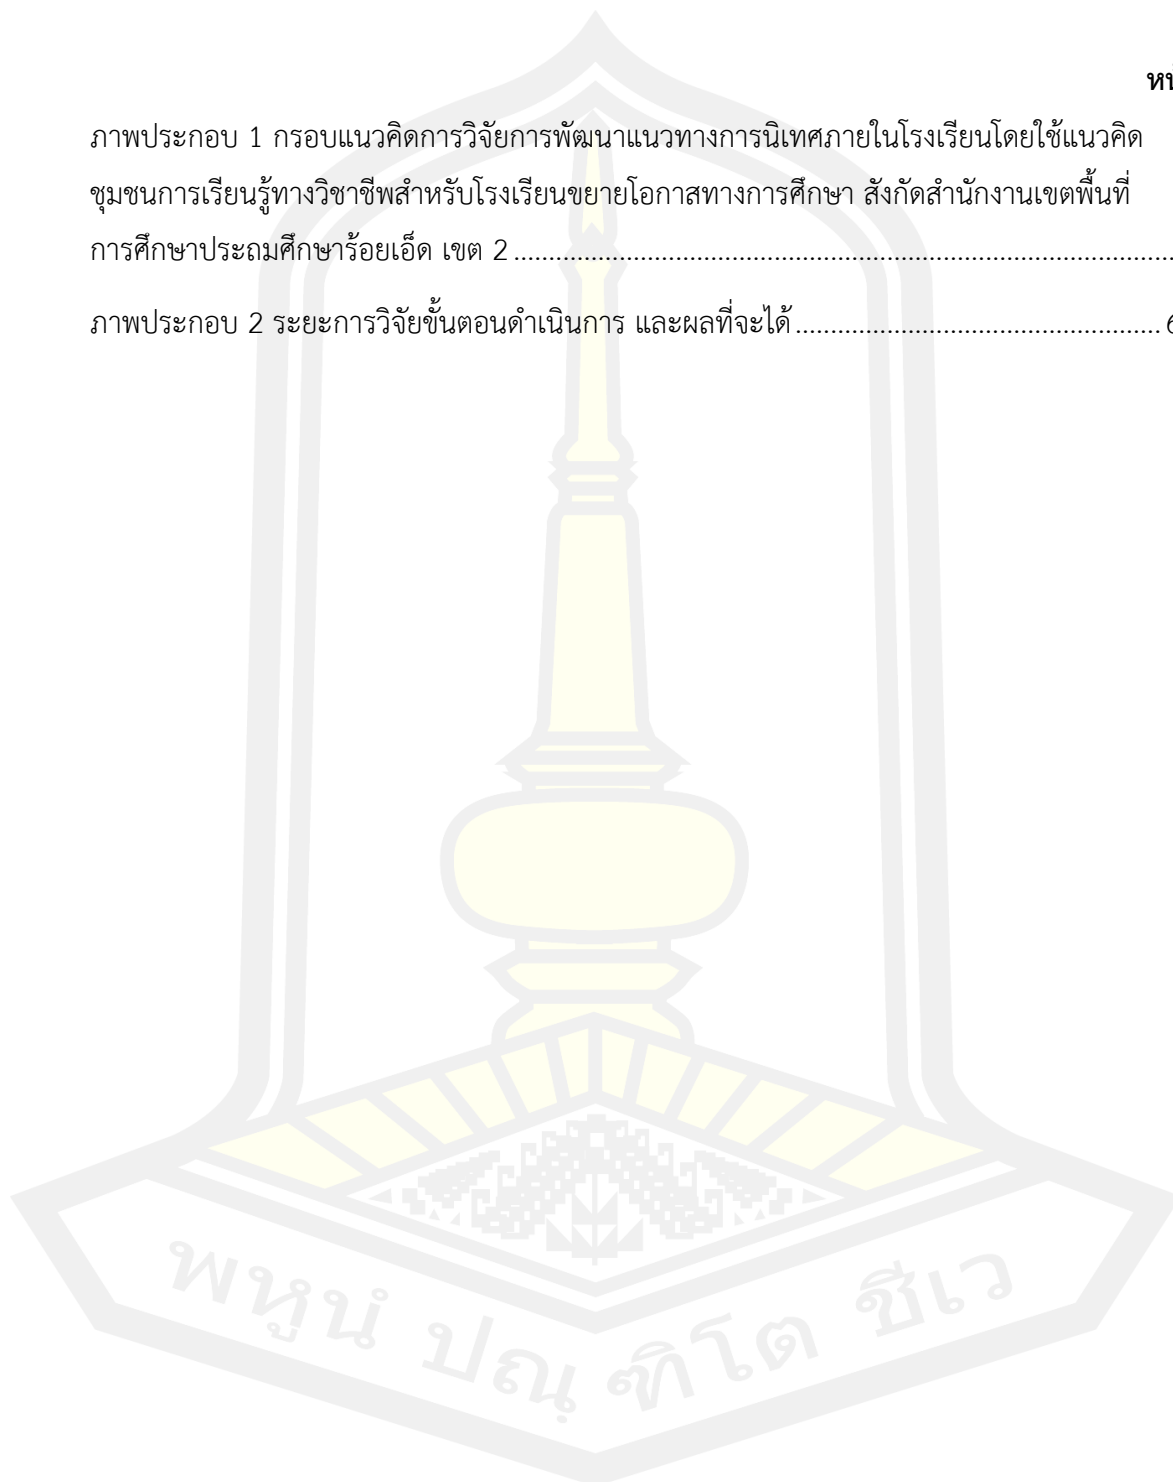 ภาพประกอบ 1 กรอบแนวคิดการวิจัยการพัฒนาแนวทางการนิเทศภายในโรงเรียนโดยใช้แนวคิด
ชุมชนการเรียนรู้ทางวิชาชีพสำหรับโรงเรียนขยายโอกาสทางการศึกษา สังกัดสำนักงานเขตพื้นที่
การศึกษาประถมศึกษาร้อยเอ็ด เขต 2 ................................................................................
ภาพประกอบ 2 ระยะการวิจัยขั้นตอนดำเนินการ และผลที่จะได้ ............................................
พหูนํ ปณฺฑิโต ชีเว